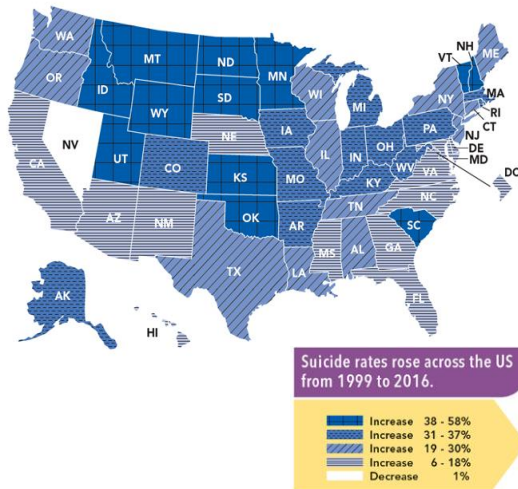 WA
MT
ND
MN
VT
NH
ME
OR
ID
WY
SD
WI
MI
NY
MA
RI
CT
NV
UT
CO
NE
IA
IL
IN
OH
PA
NJ
DE
MD
DC
CA
KS
MO
KY
WV
VA
AZ
NM
OK
AR
TN
NC
SC
TX
LA
MS
AL
GA
FL
AK
HI
Suicide rates rose across the US
from 1999 to 2016.
Increase 38 - 58%
Increase 31 - 37%
Increase 19 - 30%
Increase 6 - 18%
Decrease 1%